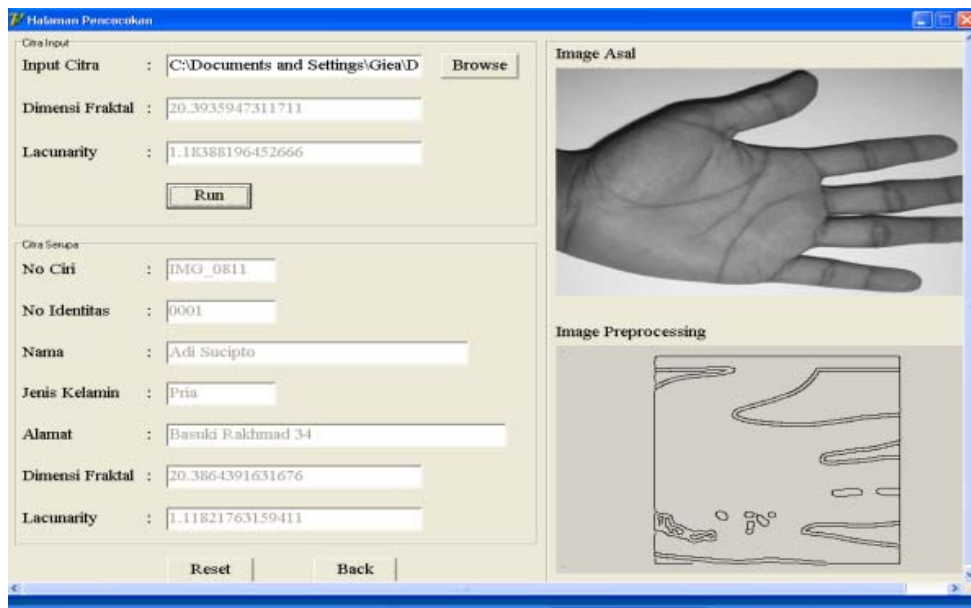 Halaman Pencocokan
Citra Input
Input Citra : C:\Documents and Settings\Giea\D Browse
Dimensi Fraktal : 20.3935947311711
Lacunarity : 1.18388196452666
Run
Citra Serupa
No Ciri : IMG_0811
No Identitas : 0001
Nama : Adi Sucipto
Jenis Kelamin : Pria
Alamat : Basuki Rakhmad 34
Dimensi Fraktal : 20.3864391631676
Lacunarity : 1.11821763159411
Reset Back
Image Asal
Image Preprocessing